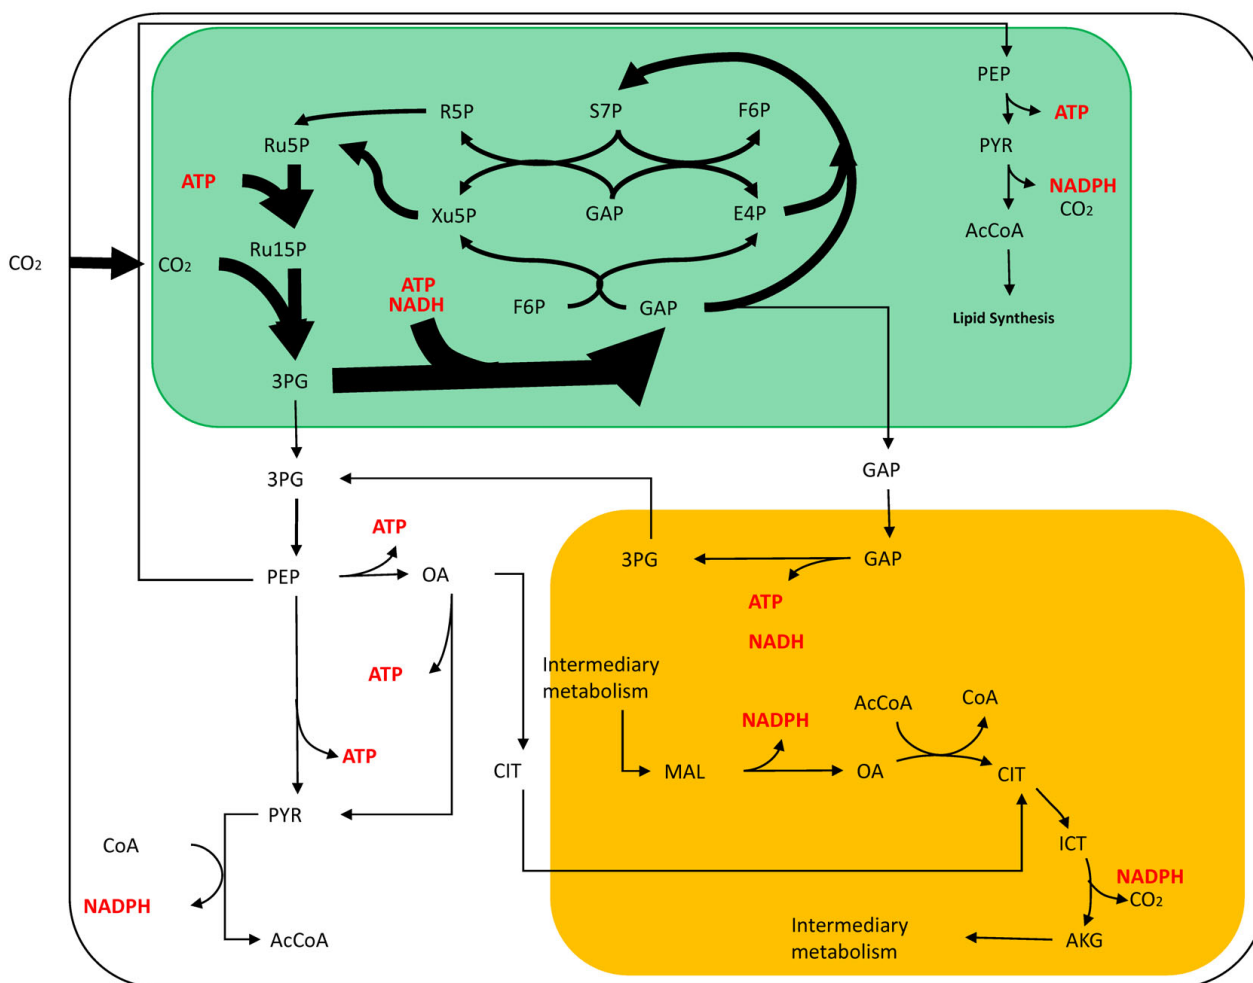 PEP
ATP
PYR
NADPH
CO₂
AcCoA
Lipid Synthesis
R5P
S7P
F6P
Ru5P
ATP
Xu5P
GAP
E4P
Ru15P
CO₂
CO₂
ATP
NADH
F6P
GAP
3PG
3PG
GAP
ATP
PEP
OA
3PG
GAP
ATP
NADH
ATP
Intermediary
metabolism
ATP
NADPH
AcCoA
CoA
CIT
MAL
OA
CIT
PYR
CoA
ICT
NADPH
NADPH
CO₂
AcCoA
Intermediary
metabolism
AKG